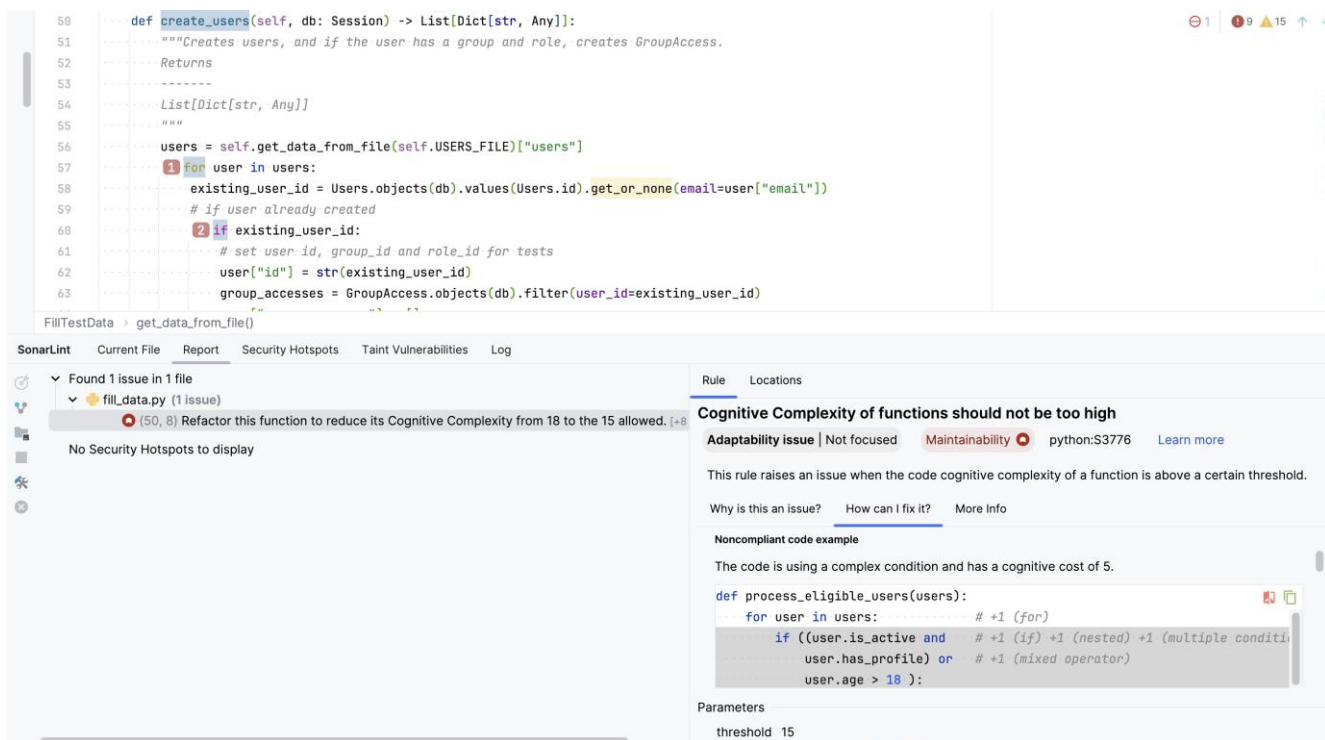 50 def create_users(self, db: Session) -> List[Dict[str, Any]]:
1 9 15
51 """Creates users, and if the user has a group and role, creates GroupAccess.
52 Returns
53 -------
54 List[Dict[str, Any]]
55 """
56 users = self.get_data_from_file(self.USERS_FILE)["users"]
57 1 for user in users:
58 existing_user_id = Users.objects(db).values(Users.id).get_or_none(email=user["email"])
59 # if user already created
60 2 if existing_user_id:
61 # set user id, group_id and role_id for tests
62 user["id"] = str(existing_user_id)
63 group_accesses = GroupAccess.objects(db).filter(user_id=existing_user_id)
FillTestData › get_data_from_file()
SonarLint Current File Report Security Hotspots Taint Vulnerabilities Log
Found 1 issue in 1 file
fill_data.py (1 issue)
(50, 8) Refactor this function to reduce its Cognitive Complexity from 18 to the 15 allowed. [+8
No Security Hotspots to display
Rule Locations
Cognitive Complexity of functions should not be too high
Adaptability issue | Not focused Maintainability python:S3776 Learn more
This rule raises an issue when the code cognitive complexity of a function is above a certain threshold.
Why is this an issue? How can I fix it? More Info
Noncompliant code example
The code is using a complex condition and has a cognitive cost of 5.
def process_eligible_users(users):
for user in users: # +1 (for)
if ((user.is_active and # +1 (if) +1 (nested) +1 (multiple conditi
user.has_profile) or # +1 (mixed operator)
user.age > 18 ):
Parameters
threshold 15